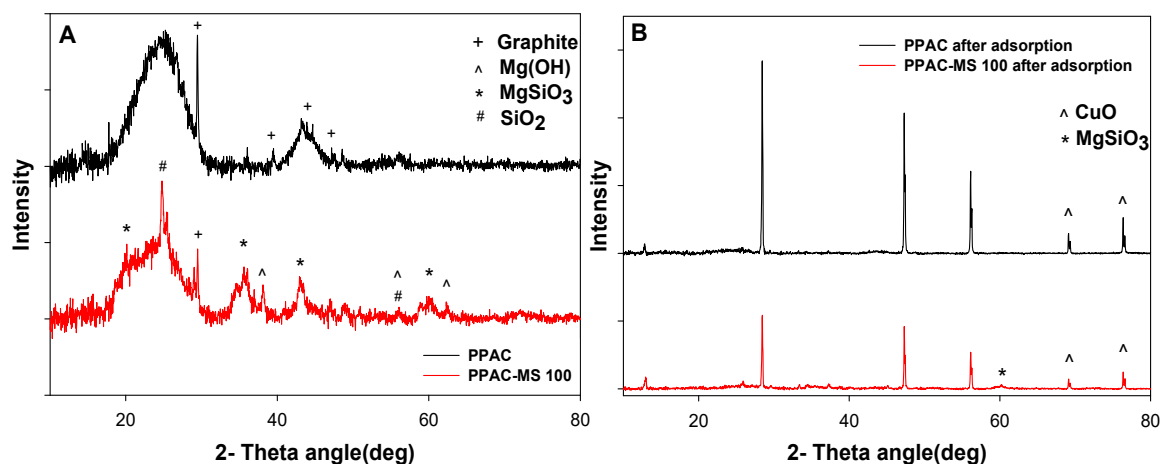 A
+ Graphite
^ Mg(OH)
* MgSiO₃
# SiO₂
+
+
+
+
#
*
+
*
^
*
^
#
*
^
PPAC
PPAC-MS 100
Intensity
20
40
60
80
2- Theta angle(deg)
B
PPAC after adsorption
PPAC-MS 100 after adsorption
^ CuO
* MgSiO₃
^
^
*
^
^
Intensity
20
40
60
80
2- Theta angle(deg)